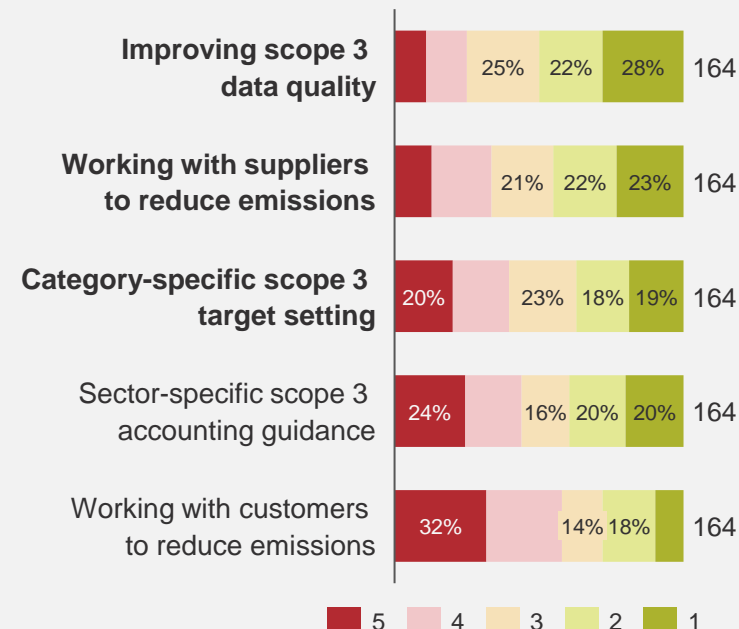 Improving scope 3
data quality
25% 22% 28% 164
Working with suppliers
to reduce emissions
21% 22% 23% 164
Category-specific scope 3
target setting
20% 23% 18% 19% 164
Sector-specific scope 3
accounting guidance
24% 16% 20% 20% 164
Working with customers
to reduce emissions
32% 14% 18% 164
5 4 3 2 1